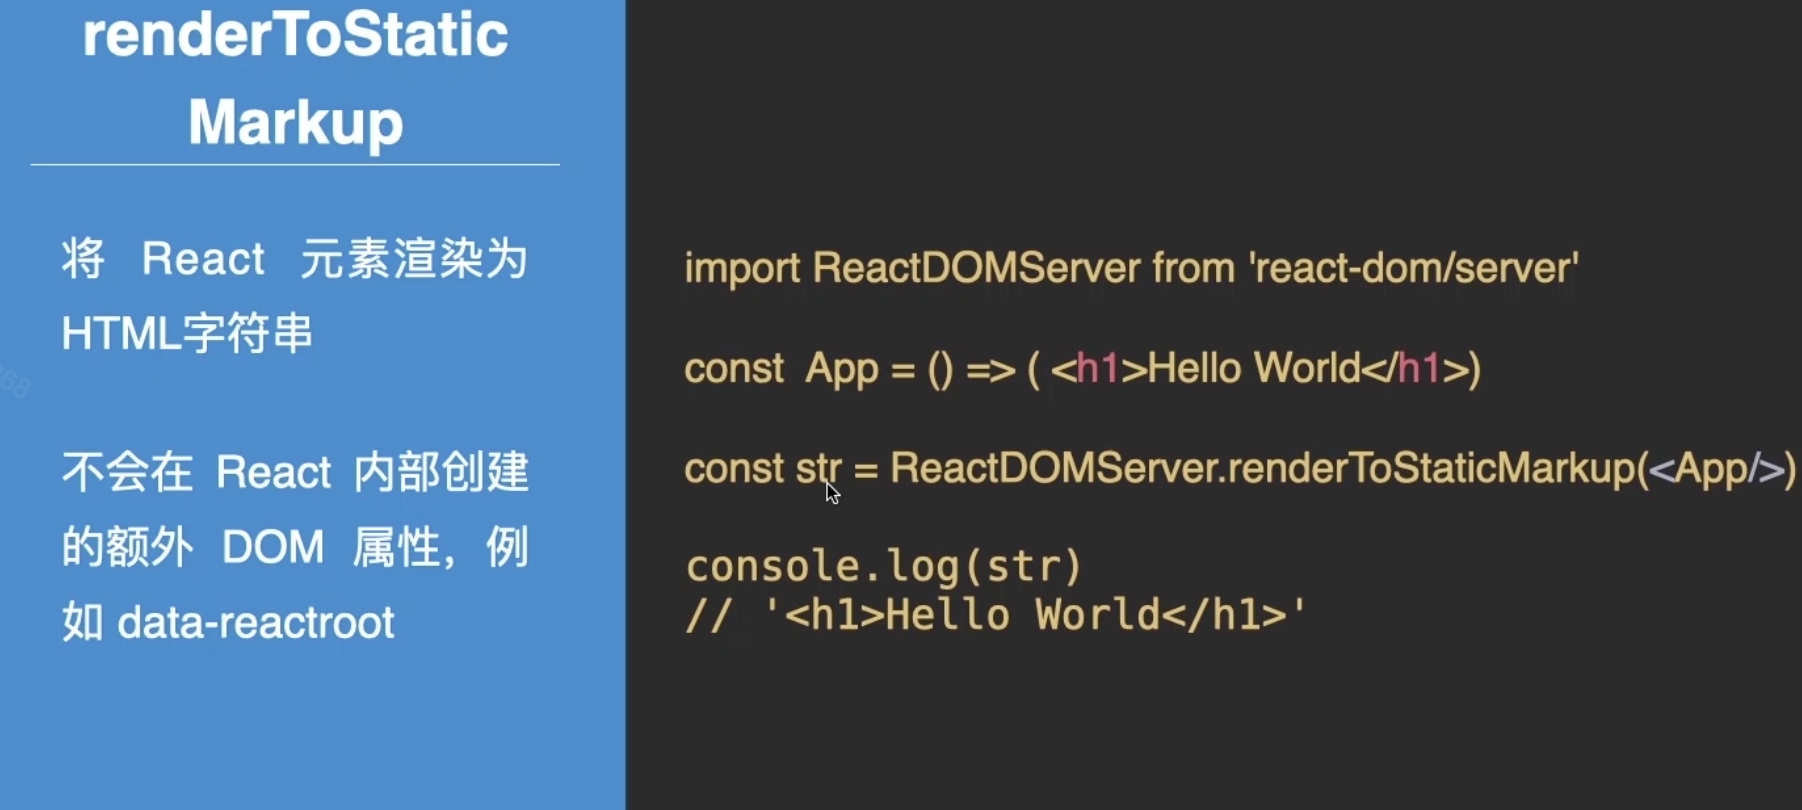 renderToStatic
Markup
将 React 元素渲染为
HTML字符串
不会在 React 内部创建
的额外 DOM 属性，例
如 data-reactroot
import ReactDOMServer from 'react-dom/server'
const App = () => ( <h1>Hello World</h1>)
const str = ReactDOMServer.renderToStaticMarkup(<App/>)
console.log(str)
// '<h1>Hello World</h1>'